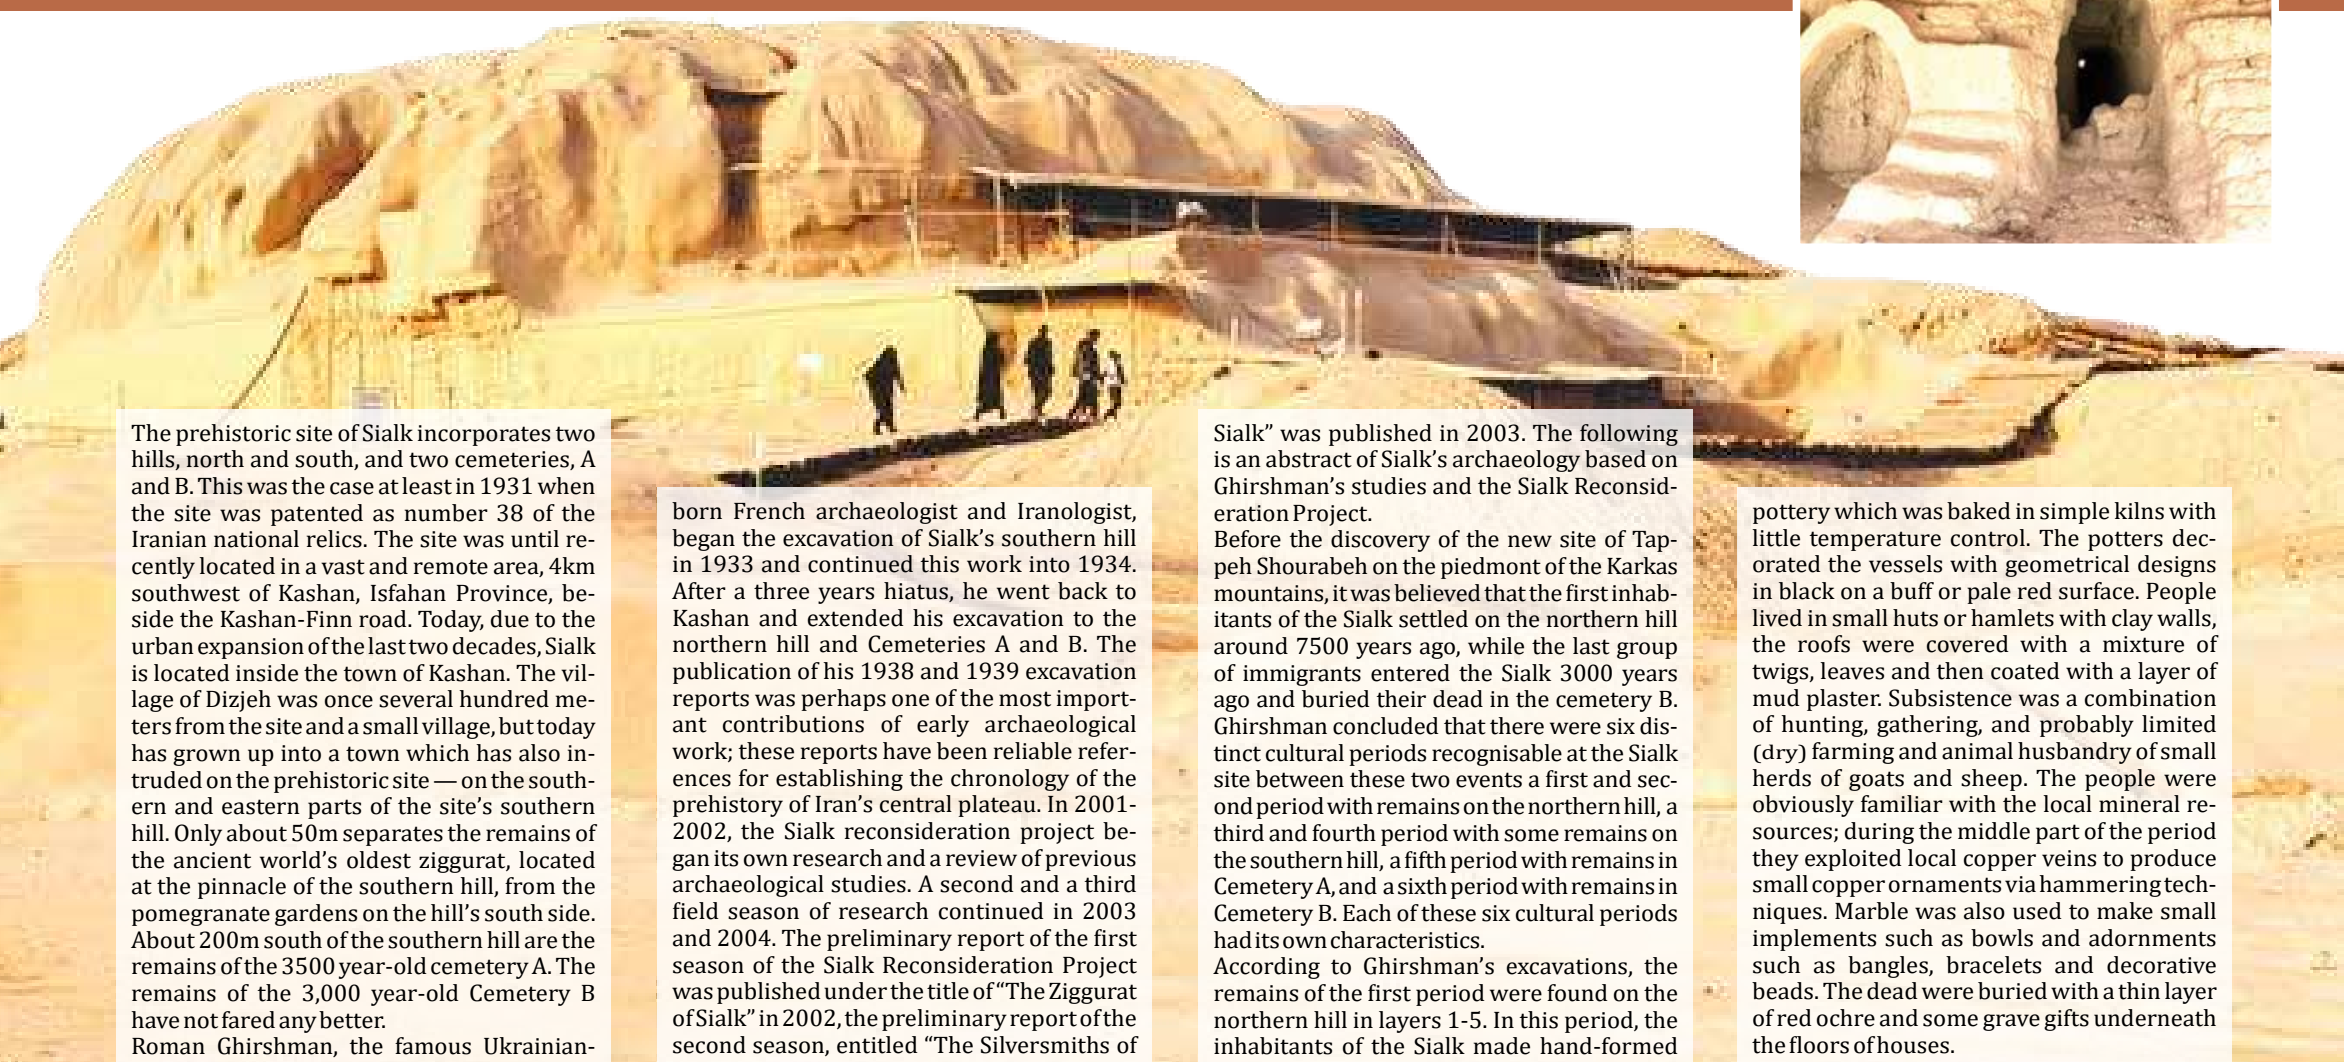 The prehistoric site of Sialk incorporates two
hills, north and south, and two cemeteries, A
and B. This was the case at least in 1931 when
the site was patented as number 38 of the
Iranian national relics. The site was until re-
cently located in a vast and remote area, 4km
southwest of Kashan, Isfahan Province, be-
side the Kashan-Finn road. Today, due to the
urban expansion of the last two decades, Sialk
is located inside the town of Kashan. The vil-
lage of Dizjeh was once several hundred me-
ters from the site and a small village, but today
has grown up into a town which has also in-
truded on the prehistoric site — on the south-
ern and eastern parts of the site's southern
hill. Only about 50m separates the remains of
the ancient world's oldest ziggurat, located
at the pinnacle of the southern hill, from the
pomegranate gardens on the hill's south side.
About 200m south of the southern hill are the
remains of the 3500 year-old cemetery A. The
remains of the 3,000 year-old Cemetery B
have not fared any better.
Roman Ghirshman, the famous Ukrainian-
born French archaeologist and Iranologist,
began the excavation of Sialk's southern hill
in 1933 and continued this work into 1934.
After a three years hiatus, he went back to
Kashan and extended his excavation to the
northern hill and Cemeteries A and B. The
publication of his 1938 and 1939 excavation
reports was perhaps one of the most import-
ant contributions of early archaeological
work; these reports have been reliable refer-
ences for establishing the chronology of the
prehistory of Iran's central plateau. In 2001-
2002, the Sialk reconsideration project be-
gan its own research and a review of previous
archaeological studies. A second and a third
field season of research continued in 2003
and 2004. The preliminary report of the first
season of the Sialk Reconsideration Project
was published under the title of "The Ziggurat
of Sialk" in 2002, the preliminary report of the
second season, entitled "The Silversmiths of
Sialk" was published in 2003. The following
is an abstract of Sialk's archaeology based on
Ghirshman's studies and the Sialk Reconsid-
eration Project.
Before the discovery of the new site of Tap-
peh Shourabeh on the piedmont of the Karkas
mountains, it was believed that the first inhab-
itants of the Sialk settled on the northern hill
around 7500 years ago, while the last group
of immigrants entered the Sialk 3000 years
ago and buried their dead in the cemetery B.
Ghirshman concluded that there were six dis-
tinct cultural periods recognisable at the Sialk
site between these two events a first and sec-
ond period with remains on the northern hill, a
third and fourth period with some remains on
the southern hill, a fifth period with remains in
Cemetery A, and a sixth period with remains in
Cemetery B. Each of these six cultural periods
had its own characteristics.
According to Ghirshman's excavations, the
remains of the first period were found on the
northern hill in layers 1-5. In this period, the
inhabitants of the Sialk made hand-formed
pottery which was baked in simple kilns with
little temperature control. The potters dec-
orated the vessels with geometrical designs
in black on a buff or pale red surface. People
lived in small huts or hamlets with clay walls,
the roofs were covered with a mixture of
twigs, leaves and then coated with a layer of
mud plaster. Subsistence was a combination
of hunting, gathering, and probably limited
(dry) farming and animal husbandry of small
herds of goats and sheep. The people were
obviously familiar with the local mineral re-
sources; during the middle part of the period
they exploited local copper veins to produce
small copper ornaments via hammering tech-
niques. Marble was also used to make small
implements such as bowls and adornments
such as bangles, bracelets and decorative
beads. The dead were buried with a thin layer
of red ochre and some grave gifts underneath
the floors of houses.